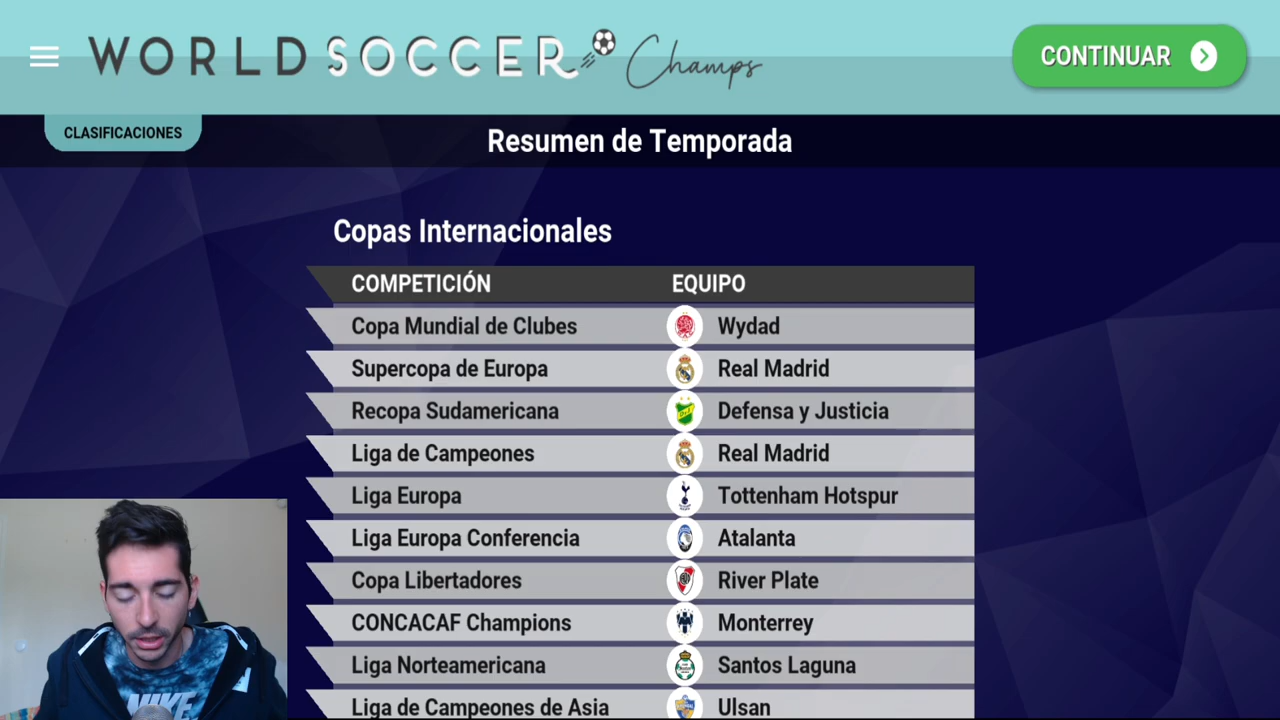 WORLD SOCCER Champs
CONTINUAR
CLASIFICACIONES
Resumen de Temporada
Copas Internacionales
COMPETICIÓN EQUIPO
Copa Mundial de Clubes Wydad
Supercopa de Europa Real Madrid
Recopa Sudamericana Defensa y Justicia
Liga de Campeones Real Madrid
Liga Europa Tottenham Hotspur
Liga Europa Conferencia Atalanta
Copa Libertadores River Plate
CONCACAF Champions Monterrey
Liga Norteamericana Santos Laguna
Liga de Campeones de Asia Ulsan
NIKE